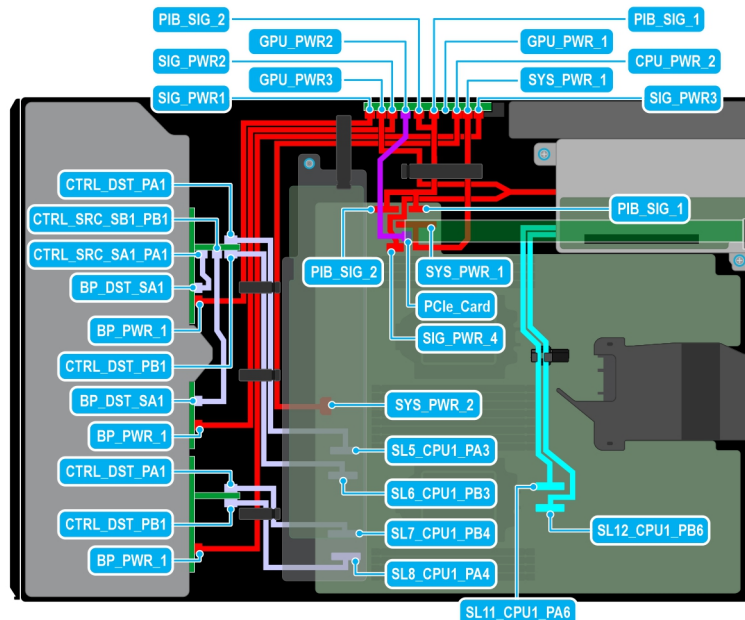 PIB_SIG_2
PIB_SIG_1
GPU_PWR2
GPU_PWR_1
SIG_PWR2
CPU_PWR_2
GPU_PWR3
SYS_PWR_1
SIG_PWR1
SIG_PWR3
CTRL_DST_PA1
CTRL_SRC_SB1_PB1
PIB_SIG_1
CTRL_SRC_SA1_PA1
PIB_SIG_2
SYS_PWR_1
BP_DST_SA1
PCIe_Card
BP_PWR_1
SIG_PWR_4
CTRL_DST_PB1
BP_DST_SA1
SYS_PWR_2
BP_PWR_1
SL5_CPU1_PA3
CTRL_DST_PA1
SL6_CPU1_PB3
CTRL_DST_PB1
SL7_CPU1_PB4
SL12_CPU1_PB6
BP_PWR_1
SL8_CPU1_PA4
SL11_CPU1_PA6